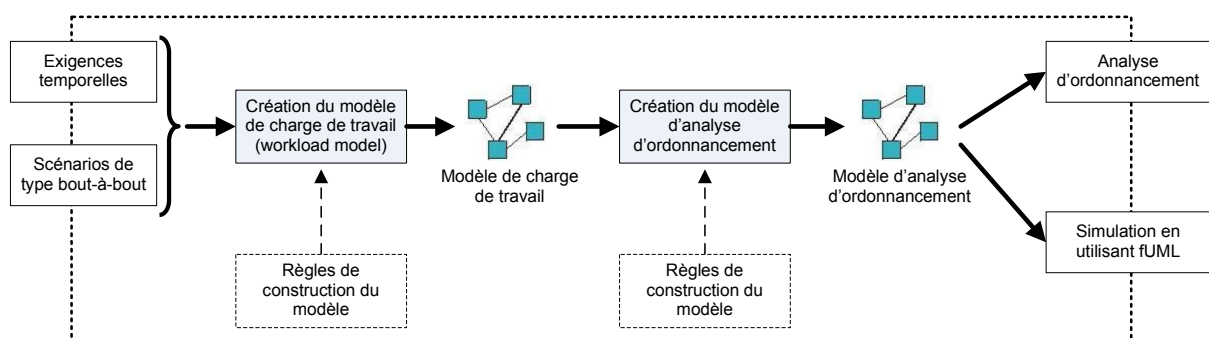 Exigences
temporelles
Scénarios de
type bout-à-bout
Création du modèle
de charge de travail
(workload model)
Règles de
construction du
modèle
Modèle de charge
de travail
Création du modèle
d'analyse
d'ordonnancement
Règles de
construction du
modèle
Modèle d'analyse
d'ordonnancement
Analyse
d'ordonnancement
Simulation en
utilisant fUML